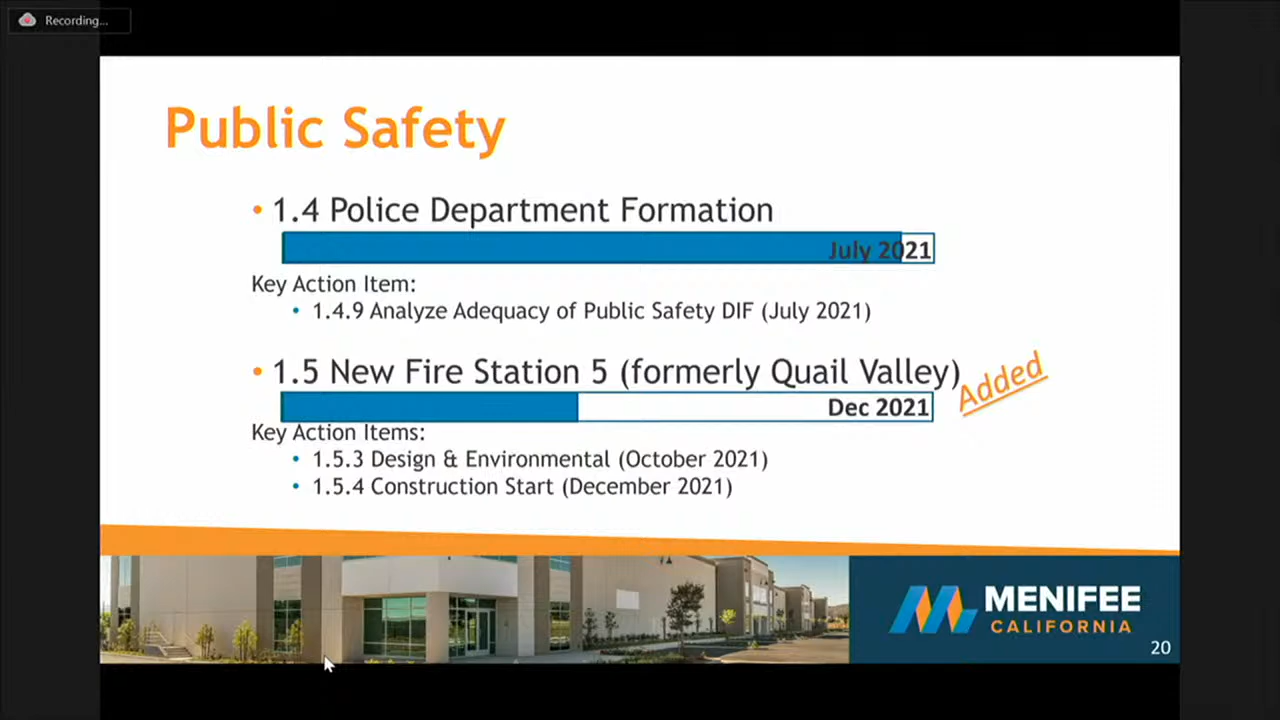 Recording...
Public Safety
• 1.4 Police Department Formation
July 2021
Key Action Item:
• 1.4.9 Analyze Adequacy of Public Safety DIF (July 2021)
• 1.5 New Fire Station 5 (formerly Quail Valley)
Added
Dec 2021
Key Action Items:
• 1.5.3 Design & Environmental (October 2021)
• 1.5.4 Construction Start (December 2021)
MENIFEE
CALIFORNIA
20